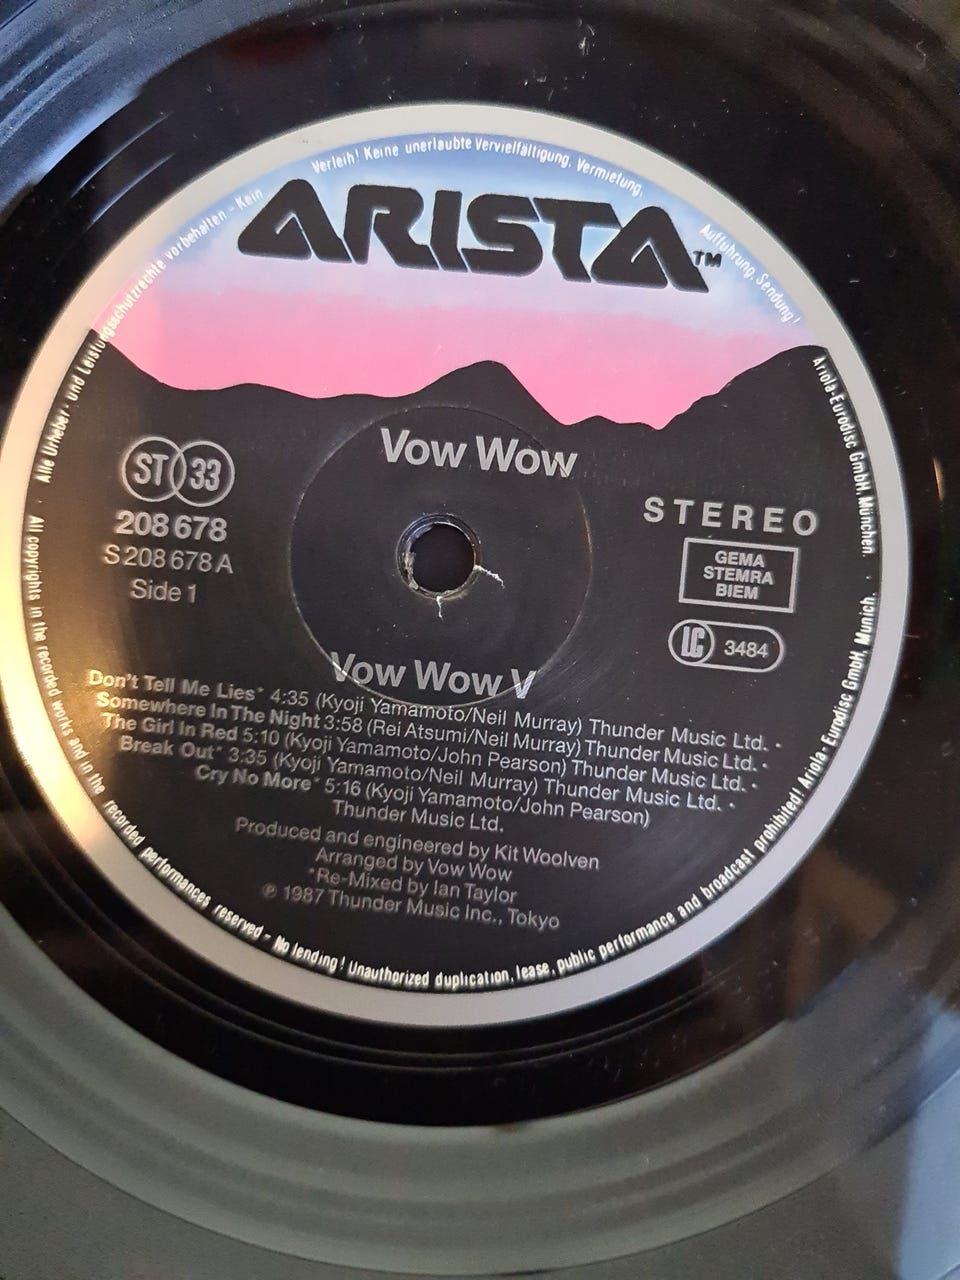 Alle Urheber- und Leistungsschutzrechte vorbehalten - Kein Verleih! Keine unerlaubte Vervielfältigung, Vermietung, Aufführung, Sendung!
ARISTA™
Vow Wow
ST 33
208 678
S 208 678 A
Side 1
STEREO
GEMA
STEMRA
BIEM
LC 3484
Vow Wow V
Don't Tell Me Lies* 4:35 (Kyoji Yamamoto/Neil Murray) Thunder Music Ltd. ·
Somewhere In The Night 3:58 (Rei Atsumi/Neil Murray) Thunder Music Ltd. ·
The Girl in Red 5:10 (Kyoji Yamamoto/John Pearson) Thunder Music Ltd. ·
Break Out* 3:35 (Kyoji Yamamoto/Neil Murray) Thunder Music Ltd. ·
Cry No More* 5:16 (Kyoji Yamamoto/John Pearson)
Thunder Music Ltd.
Produced and engineered by Kit Woolven
Arranged by Vow Wow
*Re-Mixed by Ian Taylor
℗ 1987 Thunder Music Inc., Tokyo
Ariola-Eurodisc GmbH, München ·
· All copyrights in the recorded works and in the recorded performances reserved - No lending! Unauthorized duplication, lease, public performance and broadcast prohibited! Ariola-Eurodisc GmbH, Munich.